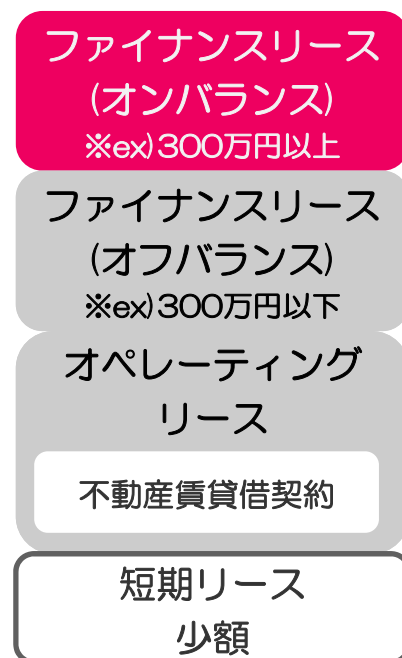 ファイナンスリース
(オンバランス)
※ex)300万円以上
ファイナンスリース
(オフバランス)
※ex)300万円以下
オペレーティング
リース
不動産賃貸借契約
短期リース
少額